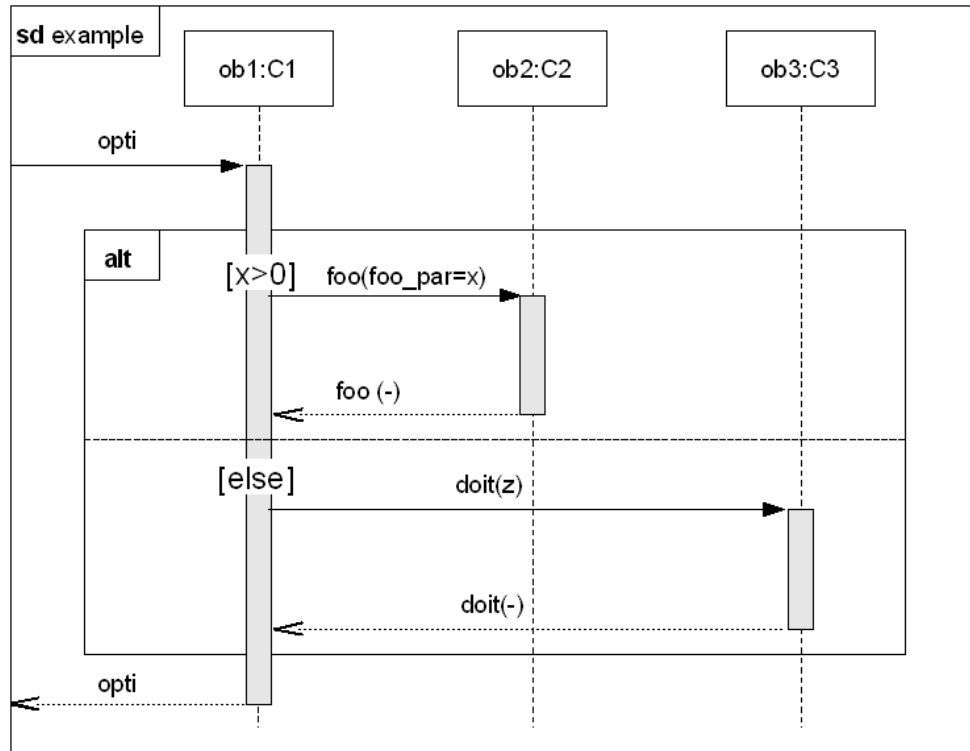 sd example
ob1:C1
ob2:C2
ob3:C3
opti
alt
[x>0]
foo(foo_par=x)
foo (-)
[else]
doit(z)
doit(-)
opti